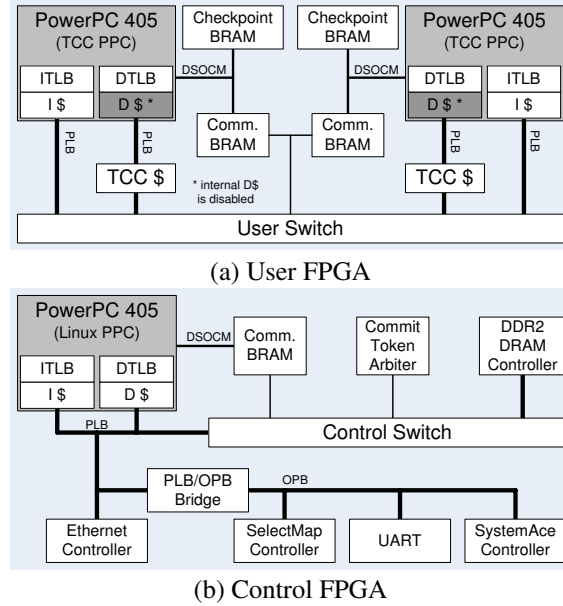 PowerPC 405
(TCC PPC)
ITLB
DTLB
I $
D $ *
PLB
PLB
TCC $
DSOCM
Checkpoint
BRAM
Comm.
BRAM
Checkpoint
BRAM
Comm.
BRAM
DSOCM
* internal D$
is disabled
PowerPC 405
(TCC PPC)
DTLB
ITLB
D $ *
I $
PLB
PLB
TCC $
User Switch
(a) User FPGA
PowerPC 405
(Linux PPC)
ITLB
DTLB
I $
D $
DSOCM
Comm.
BRAM
Commit
Token
Arbiter
DDR2
DRAM
Controller
PLB
Control Switch
PLB/OPB
Bridge
OPB
Ethernet
Controller
SelectMap
Controller
UART
SystemAce
Controller
(b) Control FPGA